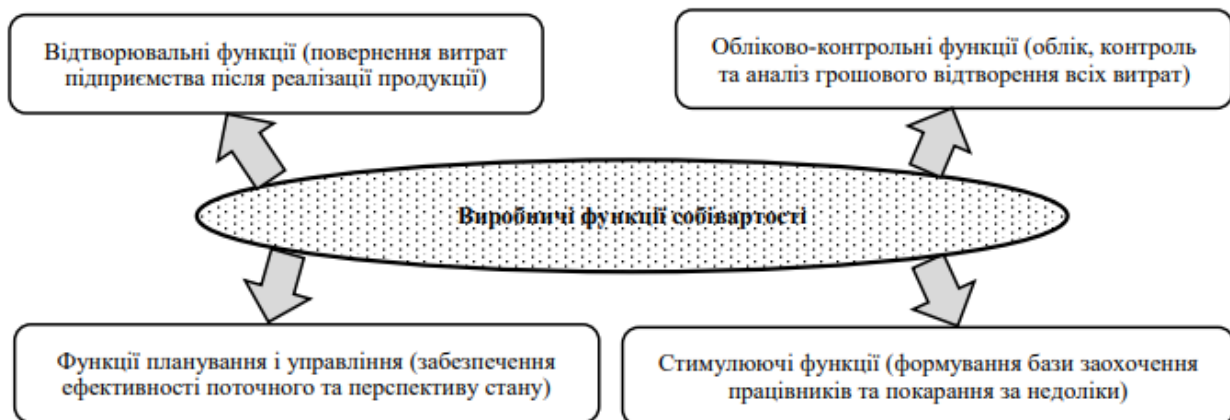 Відтворювальні функції (повернення витрат
підприємства після реалізації продукції)
Обліково-контрольні функції (облік, контроль
та аналіз грошового відтворення всіх витрат)
Виробничі функції собівартості
Функції планування і управління (забезпечення
ефективності поточного та перспективу стану)
Стимулюючі функції (формування бази заохочення
працівників та покарання за недоліки)